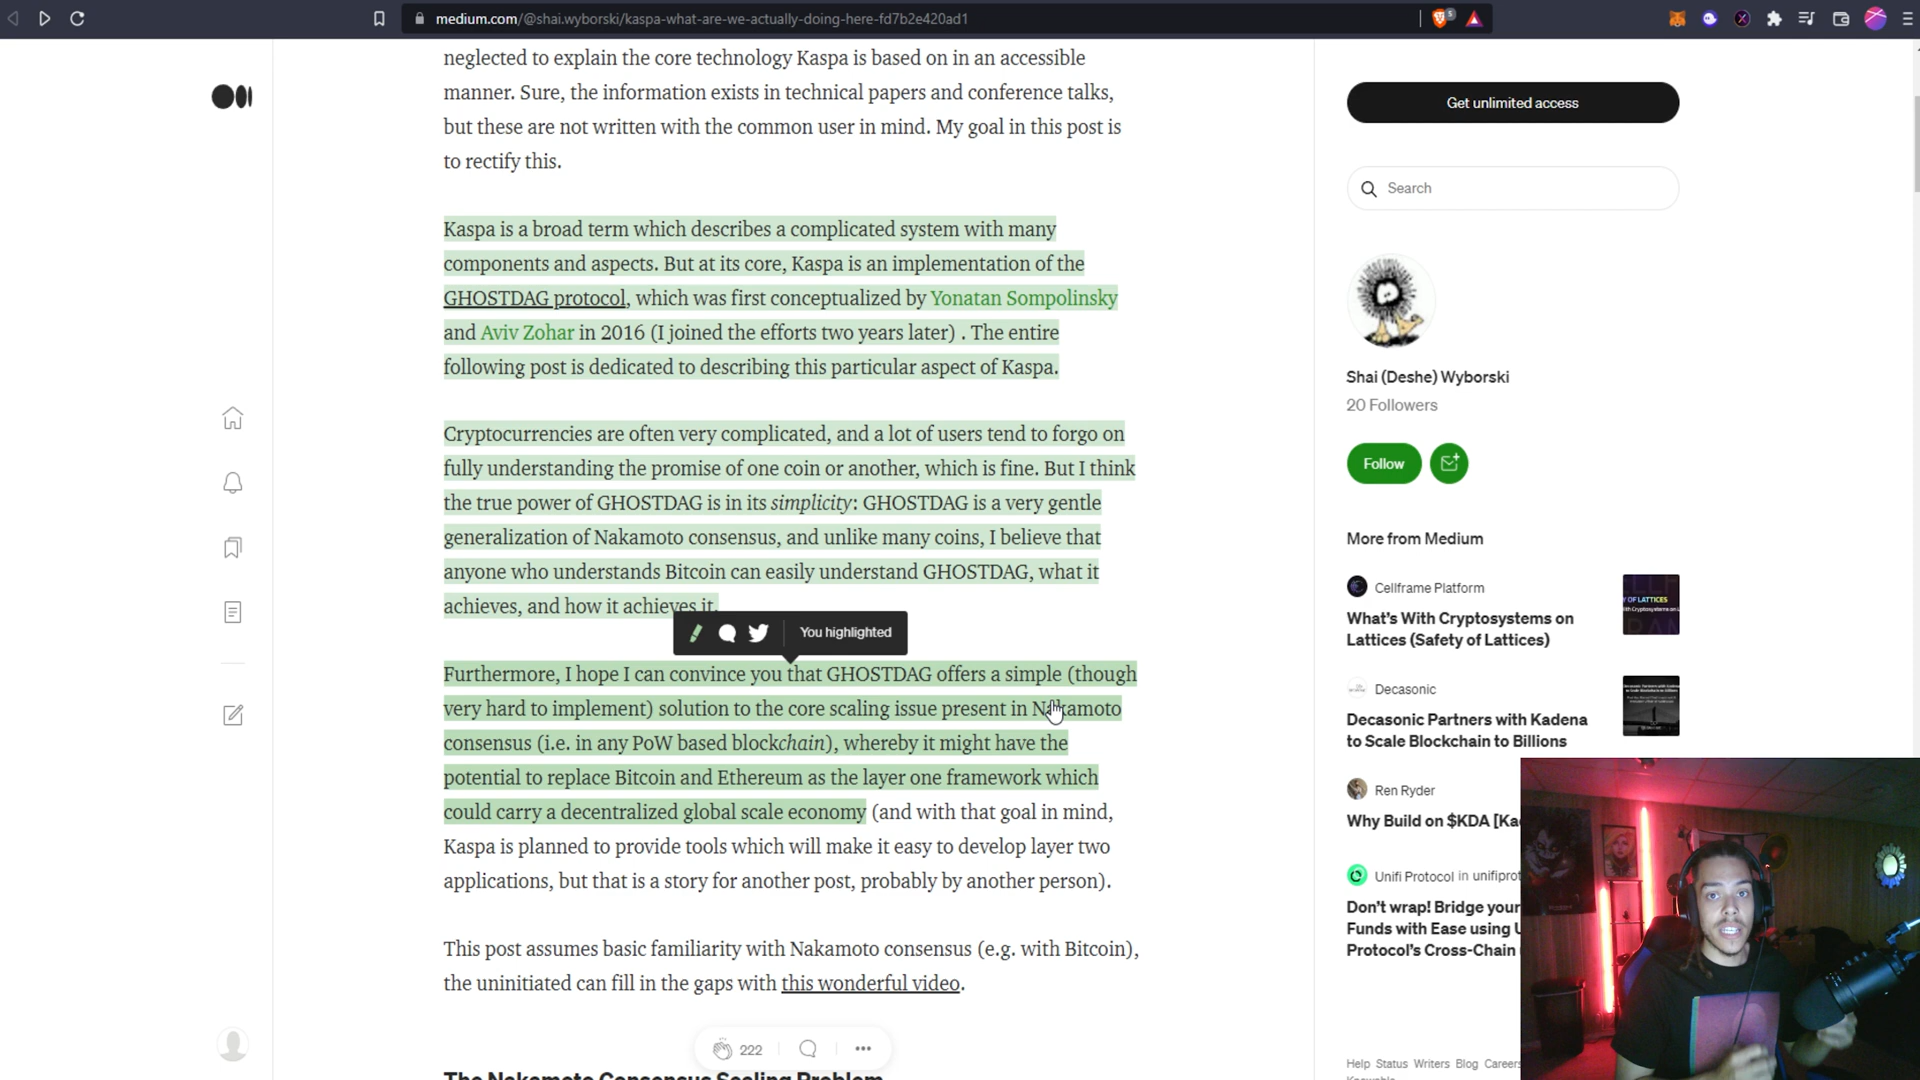 medium.com/@shai.wyborski/kaspa-what-are-we-actually-doing-here-fd7b2e420ad1
5
neglected to explain the core technology Kaspa is based on in an accessible
manner. Sure, the information exists in technical papers and conference talks,
but these are not written with the common user in mind. My goal in this post is
to rectify this.
Kaspa is a broad term which describes a complicated system with many
components and aspects. But at its core, Kaspa is an implementation of the
GHOSTDAG protocol, which was first conceptualized by Yonatan Sompolinsky
and Aviv Zohar in 2016 (I joined the efforts two years later) . The entire
following post is dedicated to describing this particular aspect of Kaspa.
Cryptocurrencies are often very complicated, and a lot of users tend to forgo on
fully understanding the promise of one coin or another, which is fine. But I think
the true power of GHOSTDAG is in its simplicity: GHOSTDAG is a very gentle
generalization of Nakamoto consensus, and unlike many coins, I believe that
anyone who understands Bitcoin can easily understand GHOSTDAG, what it
achieves, and how it achieves it.
You highlighted
Furthermore, I hope I can convince you that GHOSTDAG offers a simple (though
very hard to implement) solution to the core scaling issue present in Nakamoto
consensus (i.e. in any PoW based blockchain), whereby it might have the
potential to replace Bitcoin and Ethereum as the layer one framework which
could carry a decentralized global scale economy (and with that goal in mind,
Kaspa is planned to provide tools which will make it easy to develop layer two
applications, but that is a story for another post, probably by another person).
This post assumes basic familiarity with Nakamoto consensus (e.g. with Bitcoin),
the uninitiated can fill in the gaps with this wonderful video.
222
The Nakamoto Consensus Scaling Problem
Get unlimited access
Search
Shai (Deshe) Wyborski
20 Followers
Follow
More from Medium
Cellframe Platform
What's With Cryptosystems on
Lattices (Safety of Lattices)
Y OF LATTICES
Decasonic
Decasonic Partners with Kadena
to Scale Blockchain to Billions
Ren Ryder
Why Build on $KDA [Ka
Unifi Protocol in unifiprot
Don't wrap! Bridge your
Funds with Ease using U
Protocol's Cross-Chain
Help Status Writers Blog Careers
Knowable